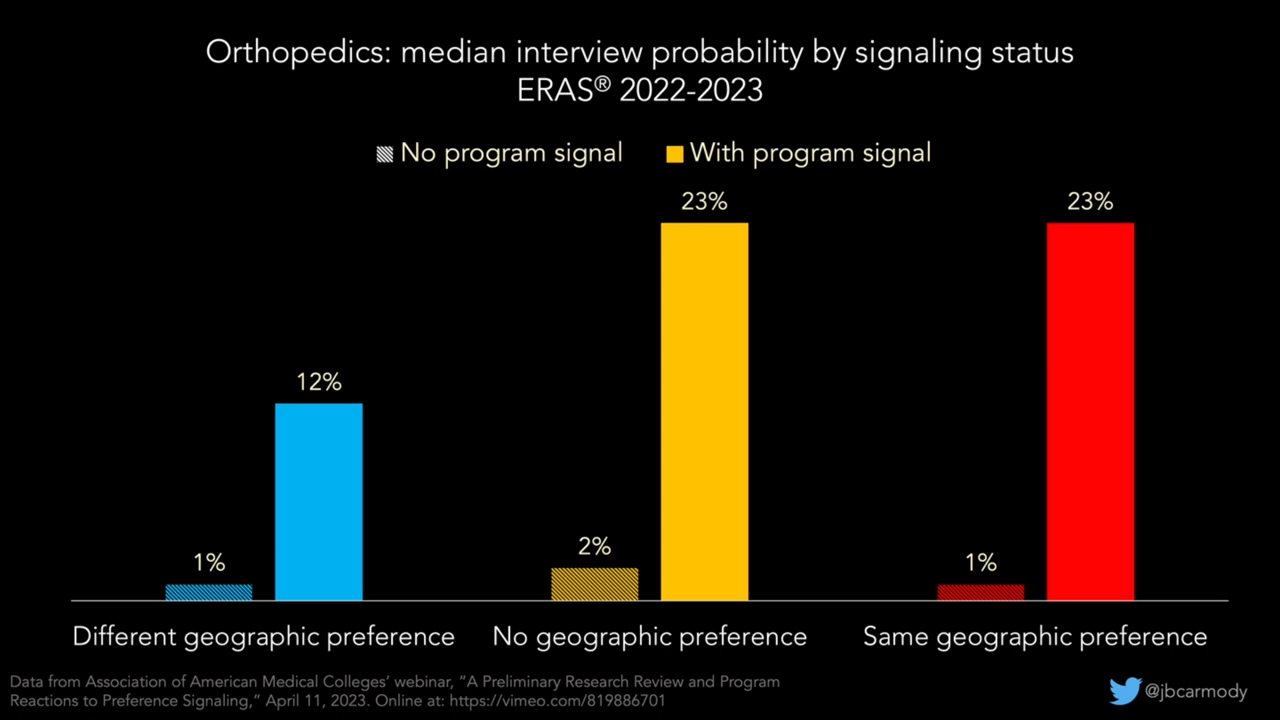 Orthopedics: median interview probability by signaling status
ERAS® 2022-2023
No program signal
With program signal
1%
12%
2%
23%
1%
23%
Different geographic preference
No geographic preference
Same geographic preference
Data from Association of American Medical Colleges’ webinar, “A Preliminary Research Review and Program
Reactions to Preference Signaling,” April 11, 2023. Online at: https://vimeo.com/819886701
@jbcarmody